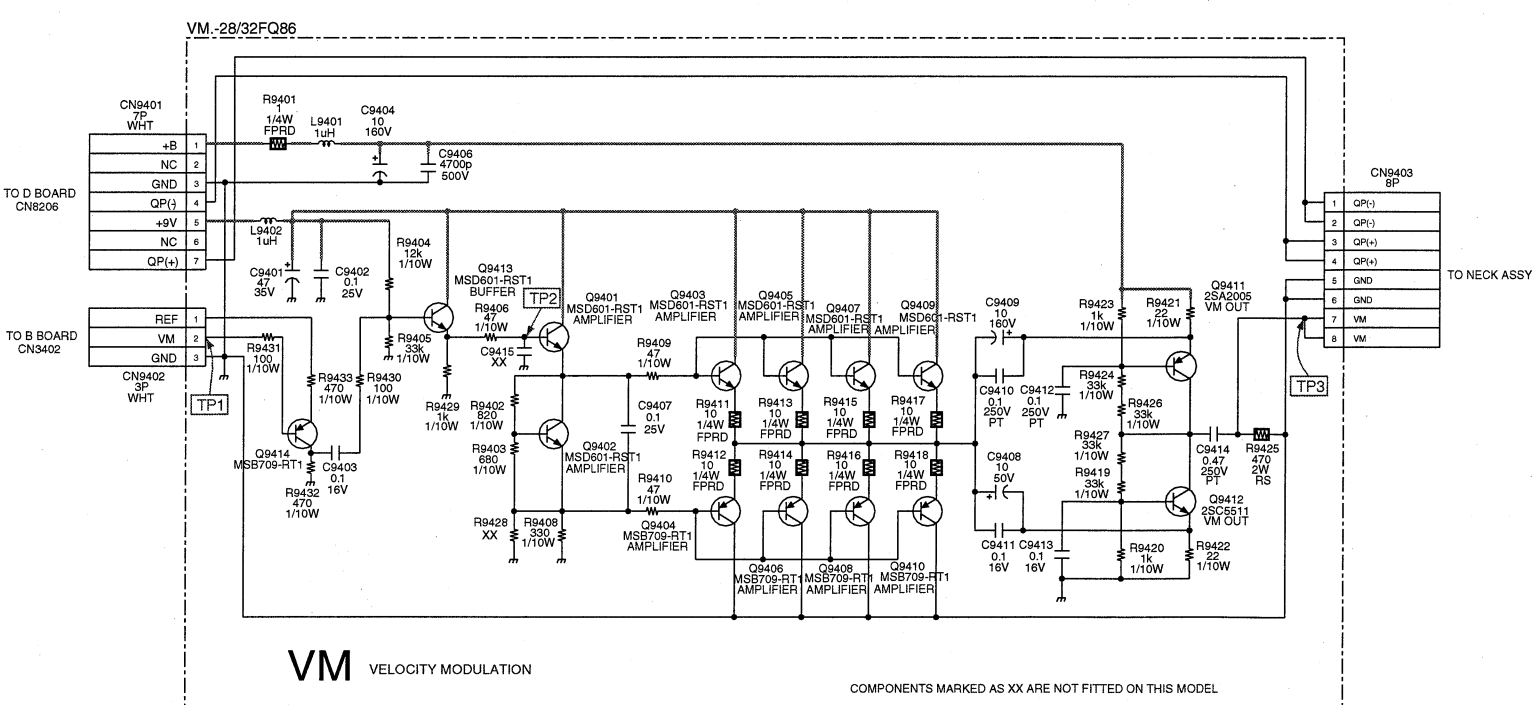 VM.-28/32FQ86
CN9401
7P
WHT
+B 1
NC 2
GND 3
QP(-) 4
+9V 5
NC 6
QP(+) 7
TO D BOARD
CN8206
REF 1
VM 2
GND 3
TO B BOARD
CN3402
CN9402
3P
WHT
TP1
R9401
1
1/4W
FPRD
L9401
1uH
C9404
10
160V
C9406
4700p
500V
L9402
1uH
C9401
47
35V
C9402
0.1
25V
R9404
12k
1/10W
R9405
33k
1/10W
R9431
100
1/10W
R9433
470
1/10W
R9430
100
1/10W
Q9414
MSB709-RT1
C9403
0.1
16V
R9432
470
1/10W
Q9413
MSD601-RST1
BUFFER
R9406
47
1/10W
TP2
C9415
XX
R9429
1k
1/10W
R9402
820
1/10W
R9403
680
1/10W
R9428
XX
R9408
330
1/10W
Q9401
MSD601-RST1
AMPLIFIER
Q9402
MSD601-RST1
AMPLIFIER
C9407
0.1
25V
R9409
47
1/10W
R9410
47
1/10W
Q9404
MSB709-RT1
AMPLIFIER
Q9403
MSD601-RST1
AMPLIFIER
Q9405
MSD601-RST1
AMPLIFIER
Q9407
MSD601-RST1
AMPLIFIER
Q9409
MSD601-RST1
AMPLIFIER
R9411
10
1/4W
FPRD
R9413
10
1/4W
FPRD
R9415
10
1/4W
FPRD
R9417
10
1/4W
FPRD
R9412
10
1/4W
FPRD
R9414
10
1/4W
FPRD
R9416
10
1/4W
FPRD
R9418
10
1/4W
FPRD
Q9406
MSB709-RT1
AMPLIFIER
Q9408
MSB709-RT1
AMPLIFIER
Q9410
MSB709-RT1
AMPLIFIER
C9409
10
160V
C9410
0.1
250V
PT
C9412
0.1
250V
PT
C9408
10
50V
C9411
0.1
16V
C9413
0.1
16V
R9423
1k
1/10W
R9421
22
1/10W
Q9411
2SA2005
VM OUT
R9424
33k
1/10W
R9426
33k
1/10W
R9427
33k
1/10W
R9419
33k
1/10W
R9420
1k
1/10W
R9422
22
1/10W
Q9412
2SC5511
VM OUT
C9414
0.47
250V
PT
R9425
470
2W
RS
TP3
CN9403
8P
1 QP(-)
2 QP(-)
3 QP(+)
4 QP(+)
5 GND
6 GND
7 VM
8 VM
TO NECK ASSY
VM VELOCITY MODULATION
COMPONENTS MARKED AS XX ARE NOT FITTED ON THIS MODEL